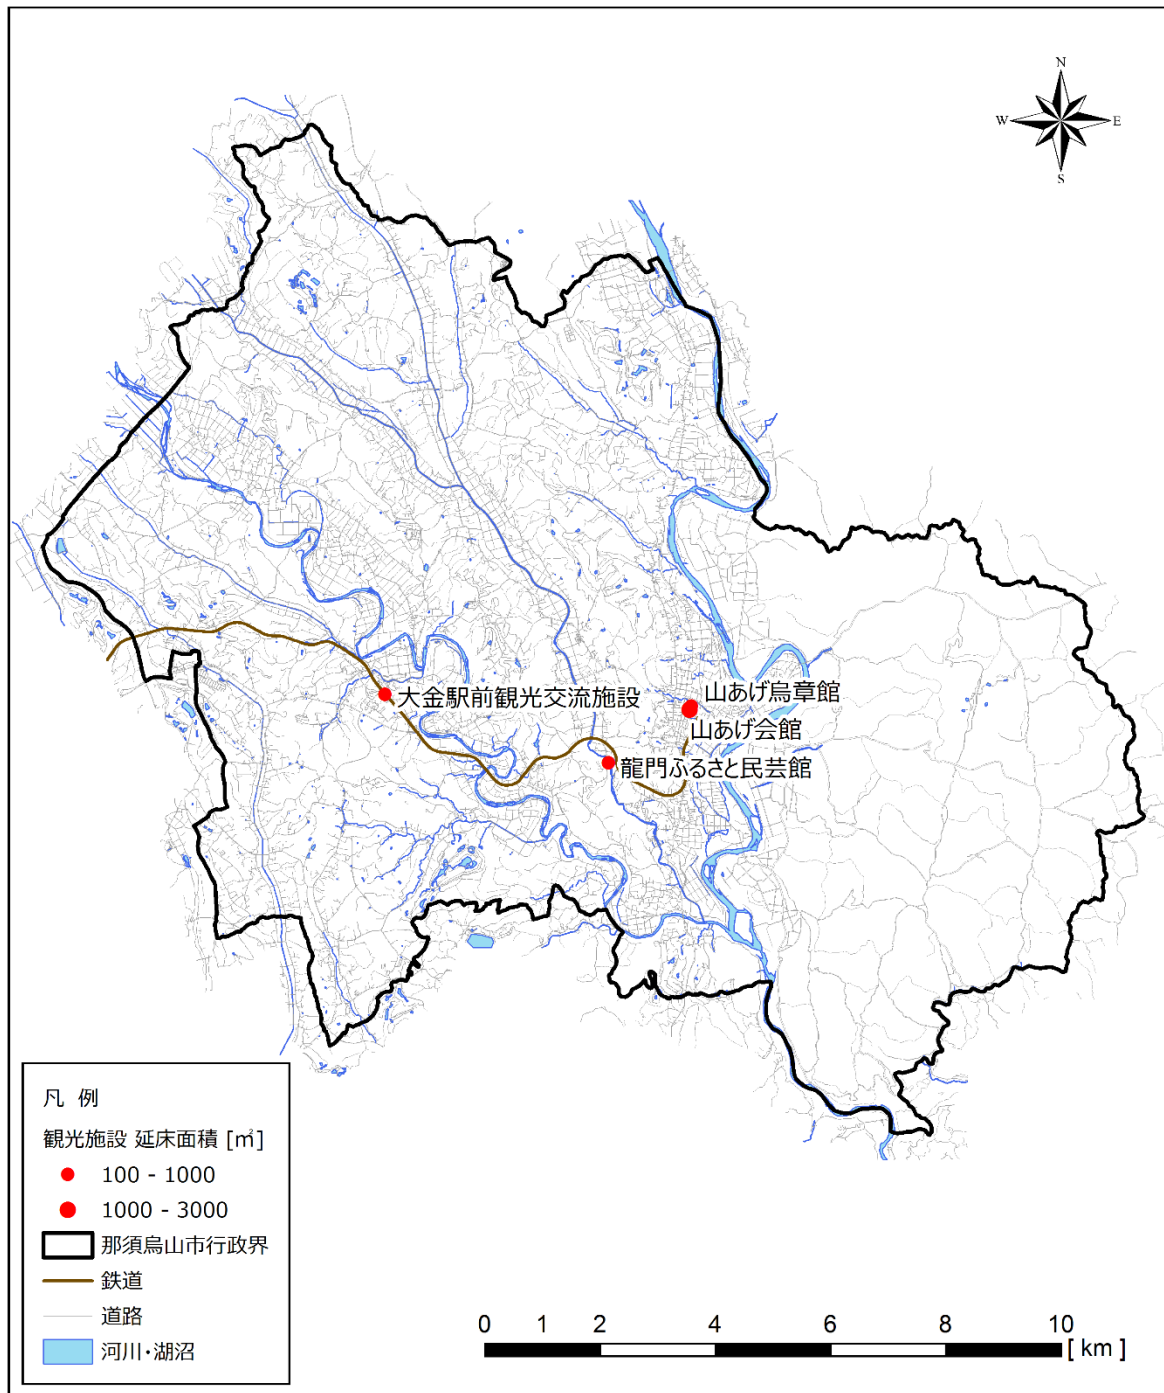 N
W
E
S
大金駅前観光交流施設
山あげ烏章館
山あげ会館
龍門ふるさと民芸館
凡 例
観光施設 延床面積 [㎡]
100 - 1000
1000 - 3000
那須烏山市行政界
鉄道
道路
河川・湖沼
0 1 2 4 6 8 10
[ km ]